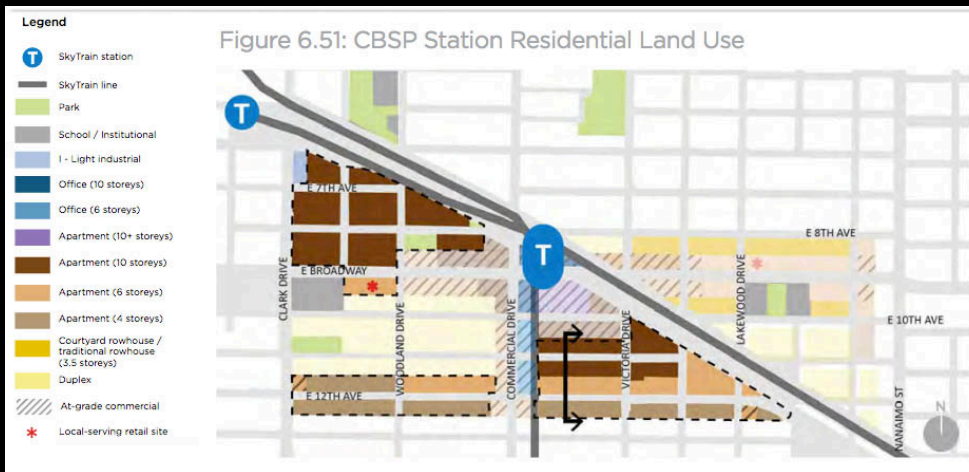 Legend
SkyTrain station
SkyTrain line
Park
School / Institutional
I - Light industrial
Office (10 storeys)
Office (6 storeys)
Apartment (10+ storeys)
Apartment (10 storeys)
Apartment (6 storeys)
Apartment (4 storeys)
Courtyard rowhouse /
traditional rowhouse
(3.5 storeys)
Duplex
At-grade commercial
Local-serving retail site
Figure 6.51: CBSP Station Residential Land Use
T
T
T
E 7TH AVE
E 8TH AVE
E BROADWAY
E 10TH AVE
E 12TH AVE
CLARK DRIVE
WOODLAND DRIVE
COMMERCIAL DRIVE
VICTORIA DRIVE
LAKEWOOD DRIVE
NANAIMO ST
N